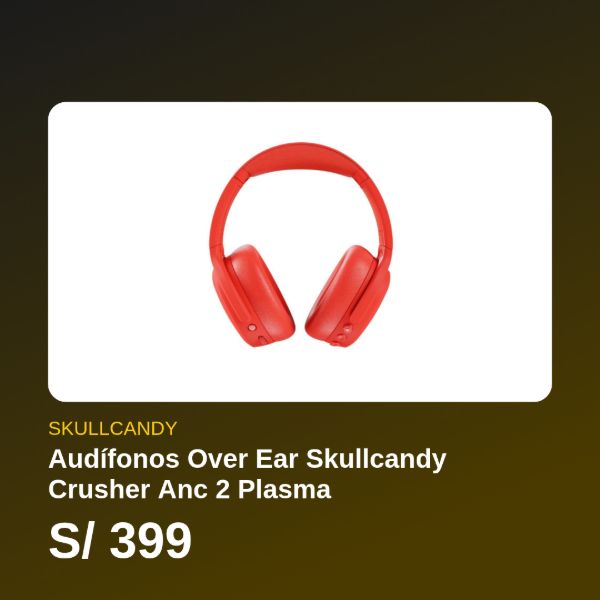 SKULLCANDY
Audífonos Over Ear Skullcandy
Crusher Anc 2 Plasma
S/ 399